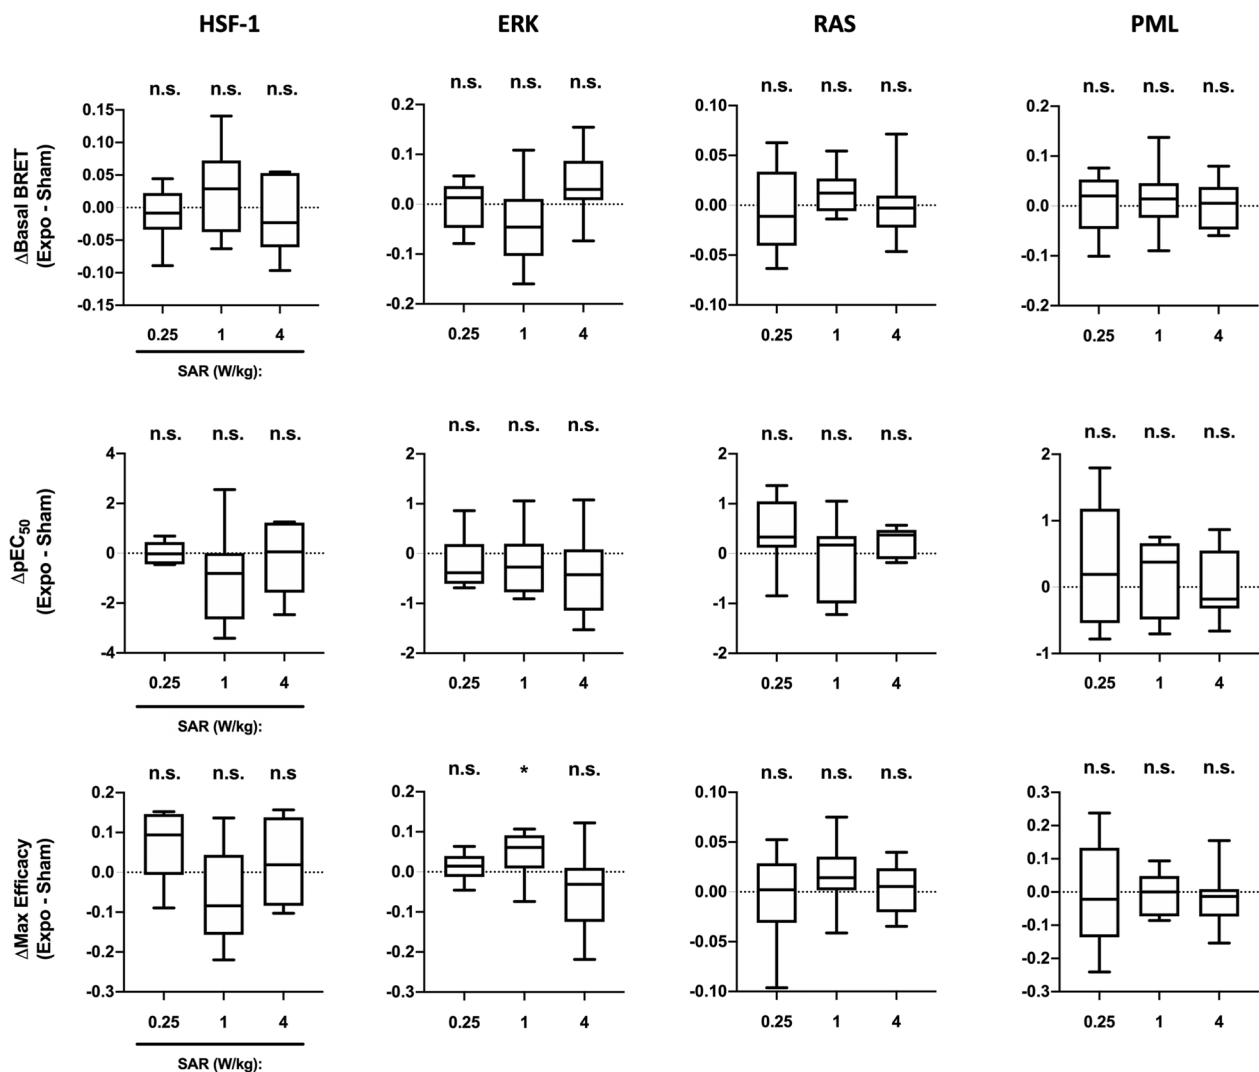 HSF-1 ERK RAS PML
ΔBasal BRET
(Expo - Sham)
n.s. n.s. n.s.
0.15
0.10
0.05
0.00
-0.05
-0.10
-0.15
0.25 1 4
SAR (W/kg):
n.s. n.s. n.s.
0.2
0.1
0.0
-0.1
-0.2
0.25 1 4
n.s. n.s. n.s.
0.10
0.05
0.00
-0.05
-0.10
0.25 1 4
n.s. n.s. n.s.
0.2
0.1
0.0
-0.1
-0.2
0.25 1 4
ΔpEC50
(Expo - Sham)
n.s. n.s. n.s.
4
2
0
-2
-4
0.25 1 4
SAR (W/kg):
n.s. n.s. n.s.
2
1
0
-1
-2
0.25 1 4
n.s. n.s. n.s.
2
1
0
-1
-2
0.25 1 4
n.s. n.s. n.s.
2
1
0
-1
0.25 1 4
ΔMax Efficacy
(Expo - Sham)
n.s. n.s. n.s
0.2
0.1
0.0
-0.1
-0.2
-0.3
0.25 1 4
SAR (W/kg):
n.s. * n.s.
0.2
0.1
0.0
-0.1
-0.2
-0.3
0.25 1 4
n.s. n.s. n.s.
0.10
0.05
0.00
-0.05
-0.10
0.25 1 4
n.s. n.s. n.s.
0.3
0.2
0.1
0.0
-0.1
-0.2
-0.3
0.25 1 4